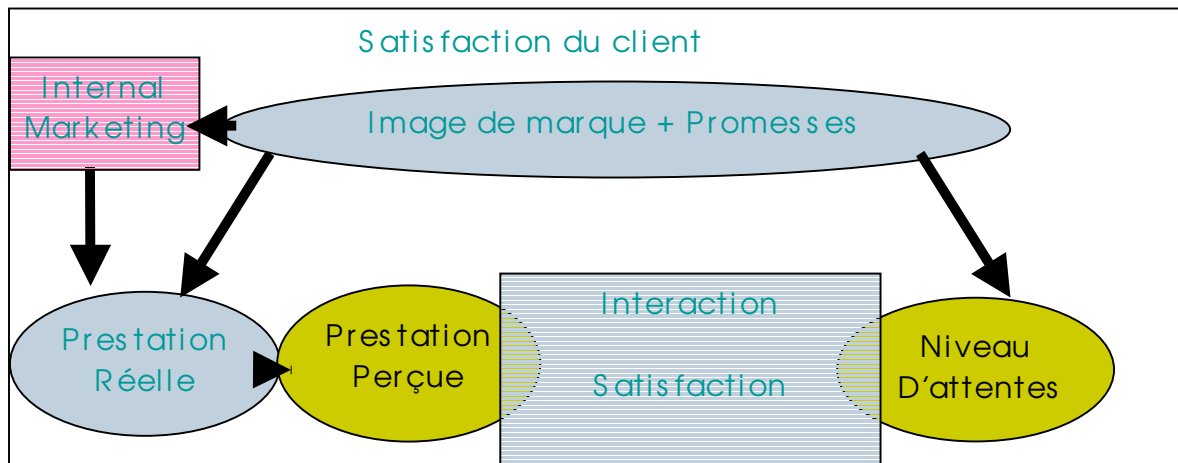 Satisfaction du client
Internal
Marketing
Image de marque + Promesses
Prestation
Réelle
Prestation
Perçue
Interaction
Satisfaction
Niveau
D'attentes